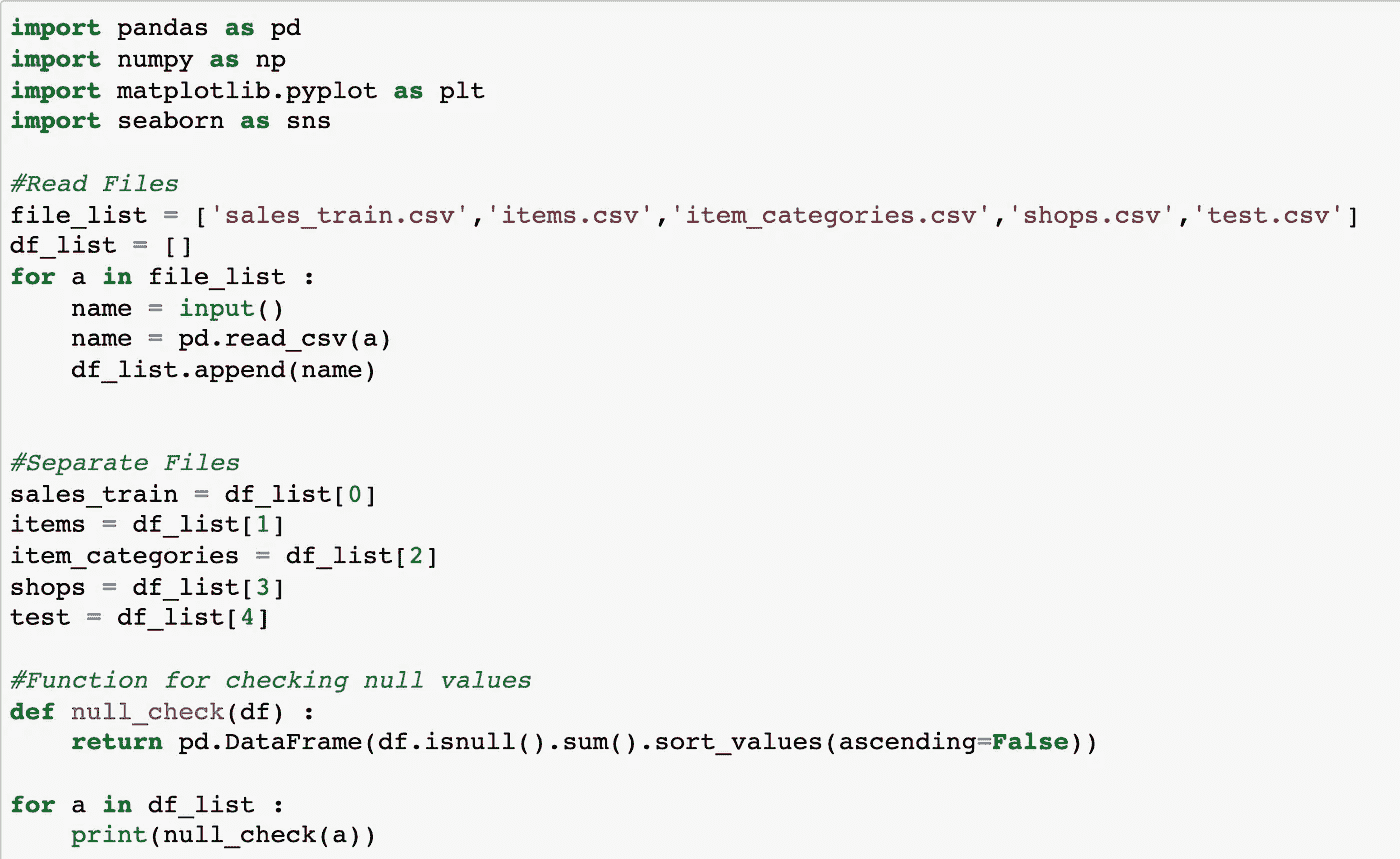 import pandas as pd
import numpy as np
import matplotlib.pyplot as plt
import seaborn as sns
#Read Files
file_list = ['sales_train.csv','items.csv','item_categories.csv','shops.csv','test.csv']
df_list = []
for a in file_list :
    name = input()
    name = pd.read_csv(a)
    df_list.append(name)
#Separate Files
sales_train = df_list[0]
items = df_list[1]
item_categories = df_list[2]
shops = df_list[3]
test = df_list[4]
#Function for checking null values
def null_check(df) :
    return pd.DataFrame(df.isnull().sum().sort_values(ascending=False))
for a in df_list :
    print(null_check(a))